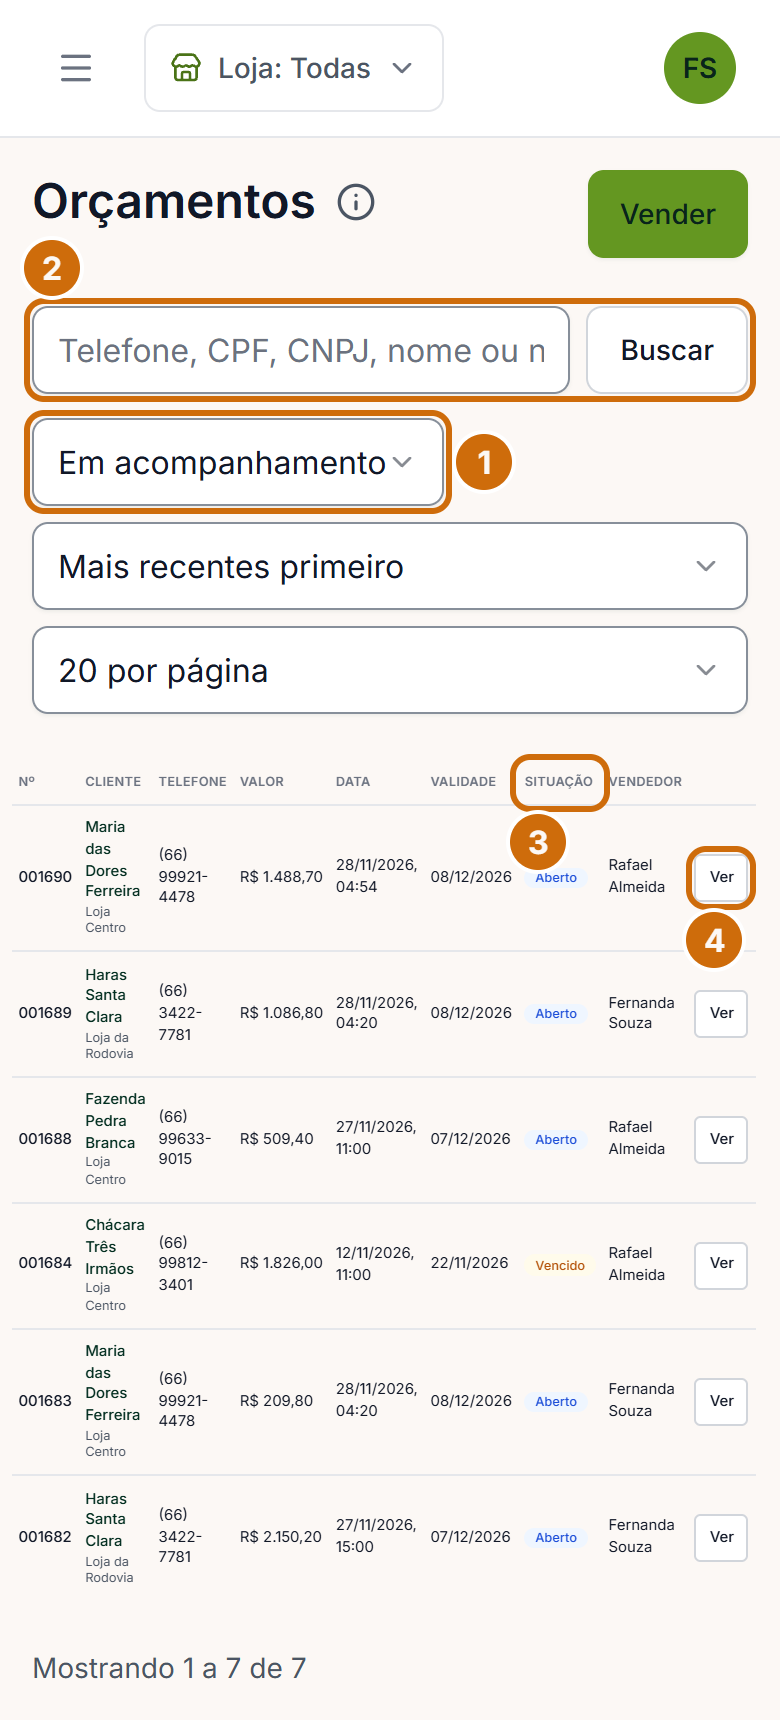 Loja: Todas
FS
Orçamentos
Vender
2
Telefone, CPF, CNPJ, nome ou n
Buscar
Em acompanhamento
1
Mais recentes primeiro
20 por página
Nº CLIENTE TELEFONE VALOR DATA VALIDADE SITUAÇÃO VENDEDOR
3
001690
Maria
das
Dores
Ferreira
Loja
Centro
(66)
99921-
4478
R$ 1.488,70
28/11/2026,
04:54
08/12/2026
Aberto
Rafael
Almeida
Ver
4
001689
Haras
Santa
Clara
Loja da
Rodovia
(66)
3422-
7781
R$ 1.086,80
28/11/2026,
04:20
08/12/2026
Aberto
Fernanda
Souza
Ver
001688
Fazenda
Pedra
Branca
Loja
Centro
(66)
99633-
9015
R$ 509,40
27/11/2026,
11:00
07/12/2026
Aberto
Rafael
Almeida
Ver
001684
Chácara
Três
Irmãos
Loja
Centro
(66)
99812-
3401
R$ 1.826,00
12/11/2026,
11:00
22/11/2026
Vencido
Rafael
Almeida
Ver
001683
Maria
das
Dores
Ferreira
Loja
Centro
(66)
99921-
4478
R$ 209,80
28/11/2026,
04:20
08/12/2026
Aberto
Fernanda
Souza
Ver
001682
Haras
Santa
Clara
Loja da
Rodovia
(66)
3422-
7781
R$ 2.150,20
27/11/2026,
15:00
07/12/2026
Aberto
Fernanda
Souza
Ver
Mostrando 1 a 7 de 7